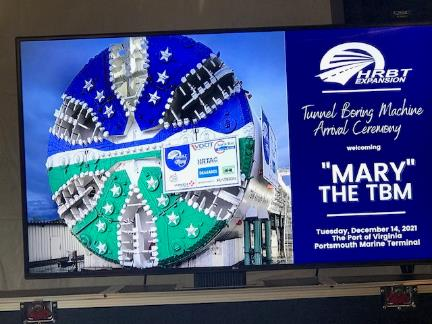 HRBT
EXPANSION
Tunnel Boring Machine
Arrival Ceremony
welcoming
"MARY"
THE TBM
Tuesday, December 14, 2021
The Port of Virginia
Portsmouth Marine Terminal
VDOT
HRTAC